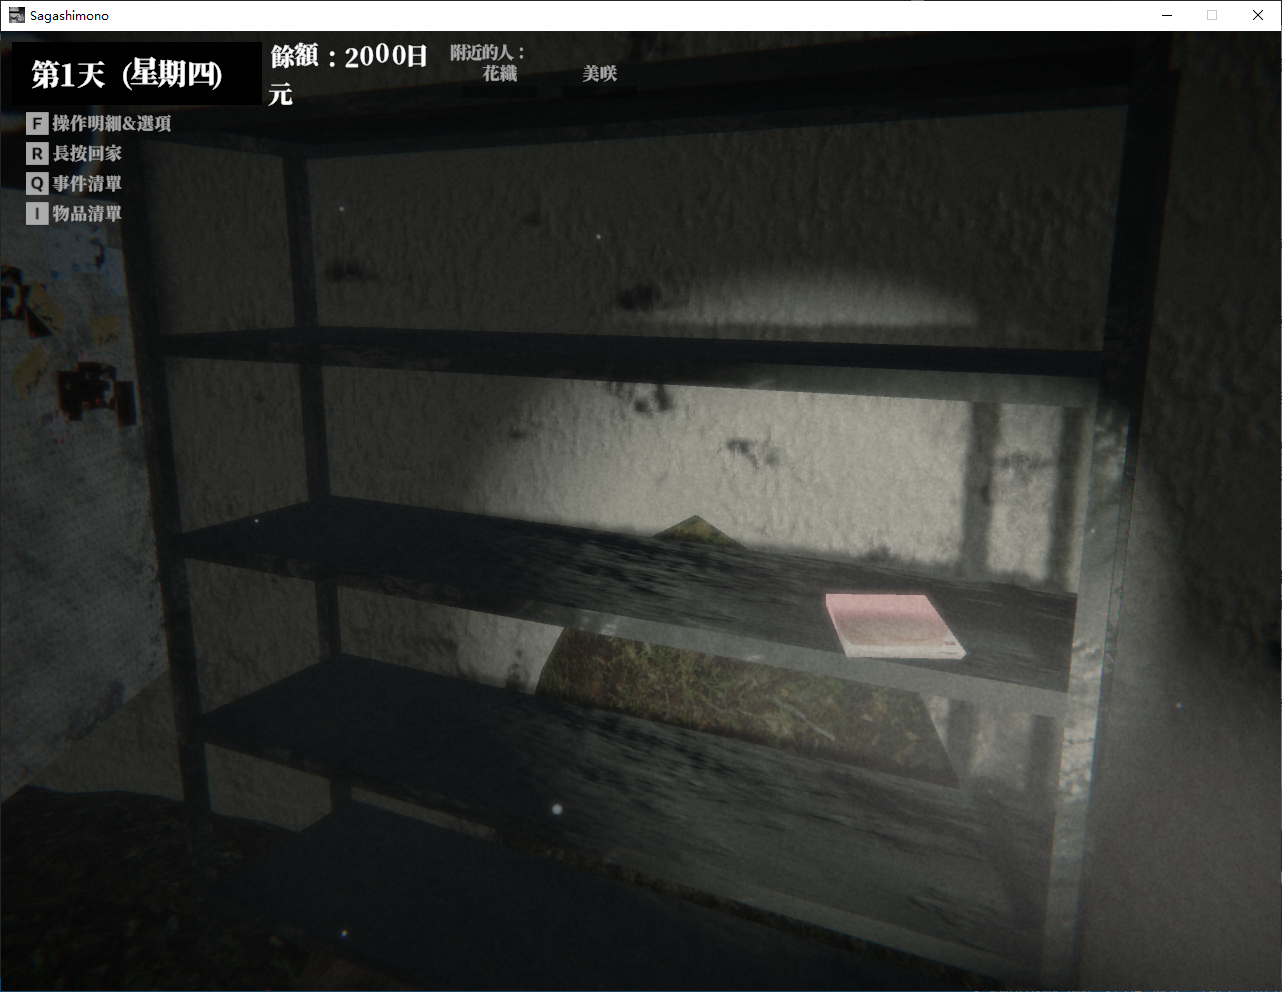 Sagashimono
第1天 (星期四)
餘額：2000日
元
附近的人：
花織 美咲
F 操作明細&選項
R 長按回家
Q 事件清單
I 物品清單